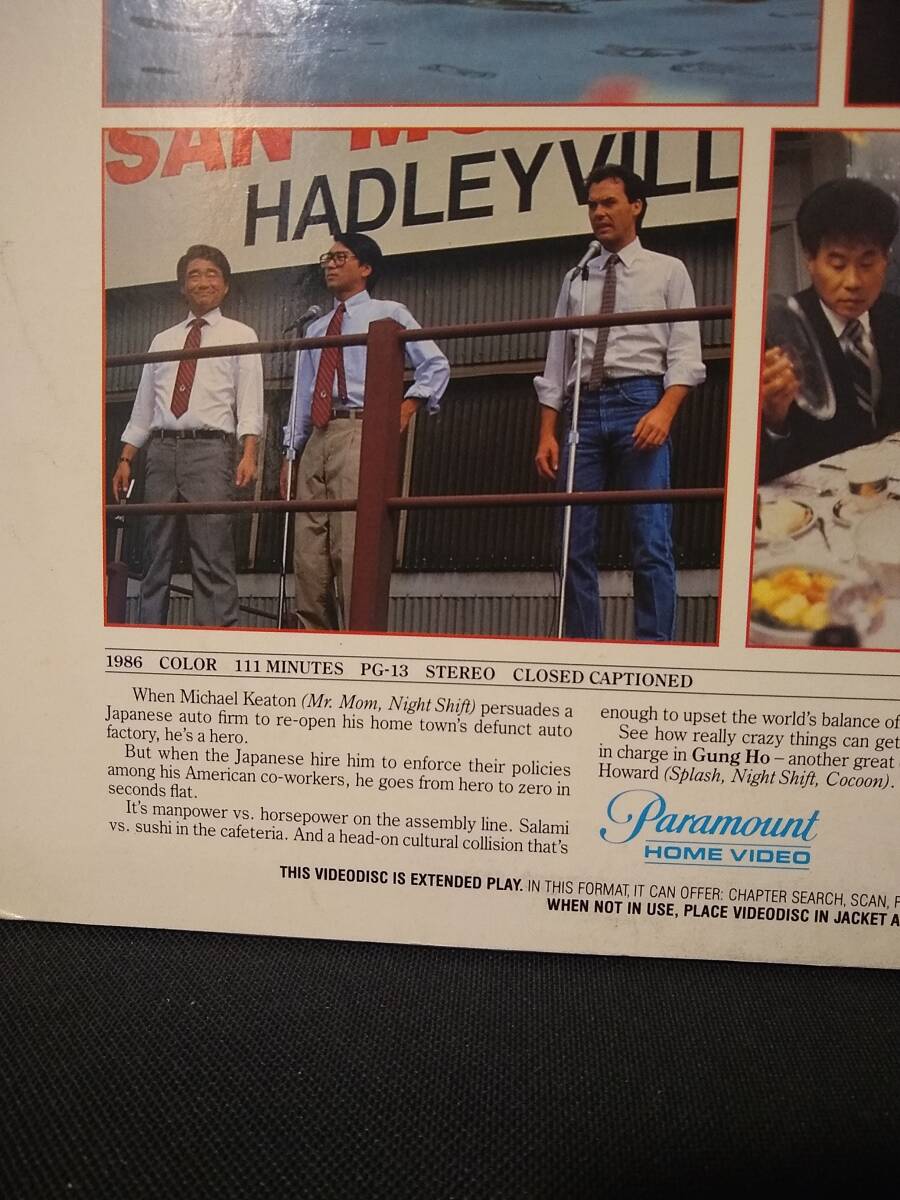 SAN
HADLEYVILL
1986 COLOR 111 MINUTES PG-13 STEREO CLOSED CAPTIONED
When Michael Keaton (Mr. Mom, Night Shift) persuades a
Japanese auto firm to re-open his home town's defunct auto
factory, he's a hero.
But when the Japanese hire him to enforce their policies
among his American co-workers, he goes from hero to zero in
seconds flat.
It's manpower vs. horsepower on the assembly line. Salami
vs. sushi in the cafeteria. And a head-on cultural collision that's
enough to upset the world's balance of
See how really crazy things can get
in charge in Gung Ho – another great
Howard (Splash, Night Shift, Cocoon).
Paramount
HOME VIDEO
THIS VIDEODISC IS EXTENDED PLAY. IN THIS FORMAT, IT CAN OFFER: CHAPTER SEARCH, SCAN,
WHEN NOT IN USE, PLACE VIDEODISC IN JACKET A